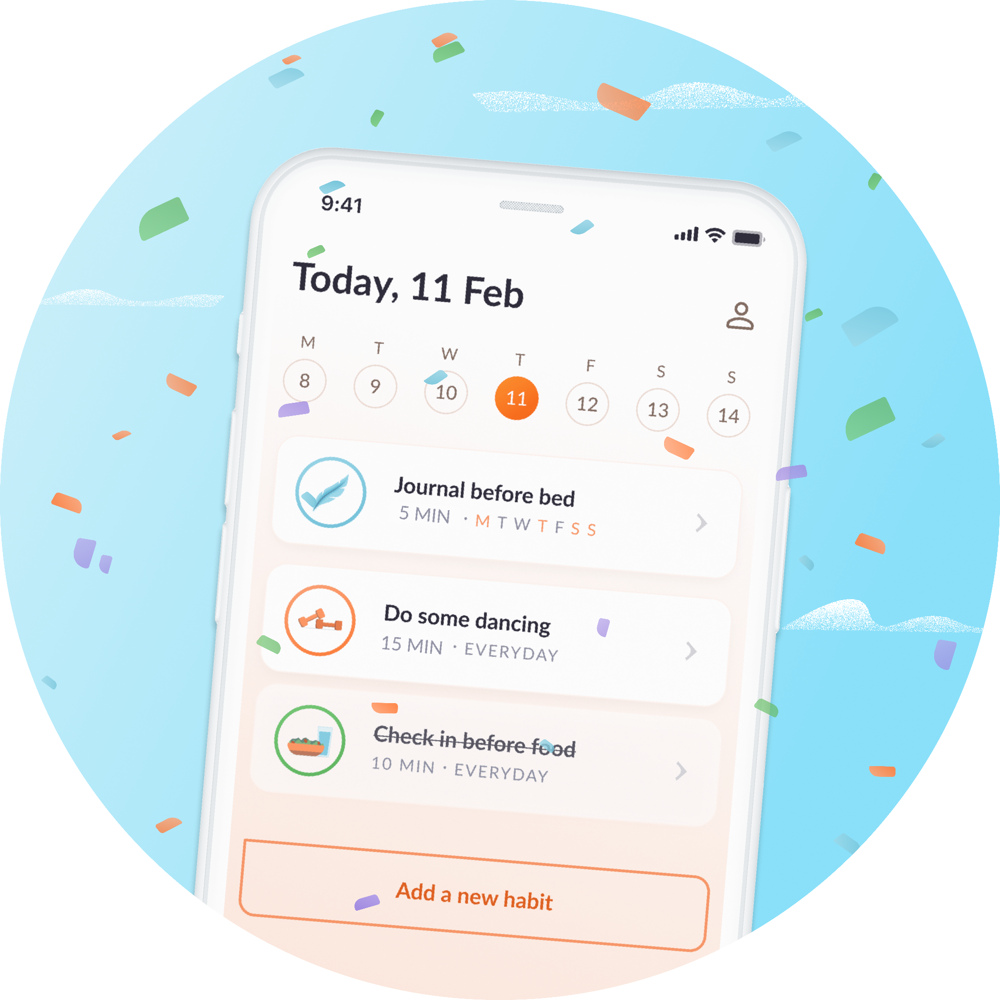 9:41
Today, 11 Feb
M T W T F S S
8 9 10 11 12 13 14
Journal before bed
5 MIN · M T W T F S S
Do some dancing
15 MIN · EVERYDAY
Check in before food
10 MIN · EVERYDAY
Add a new habit